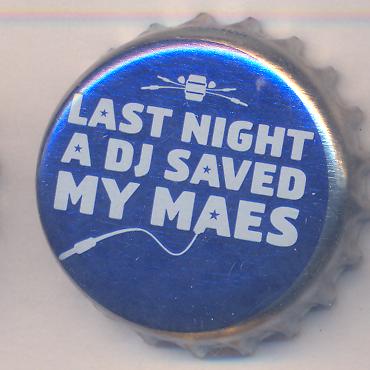 LAST NIGHT
A DJ SAVED
MY MAES